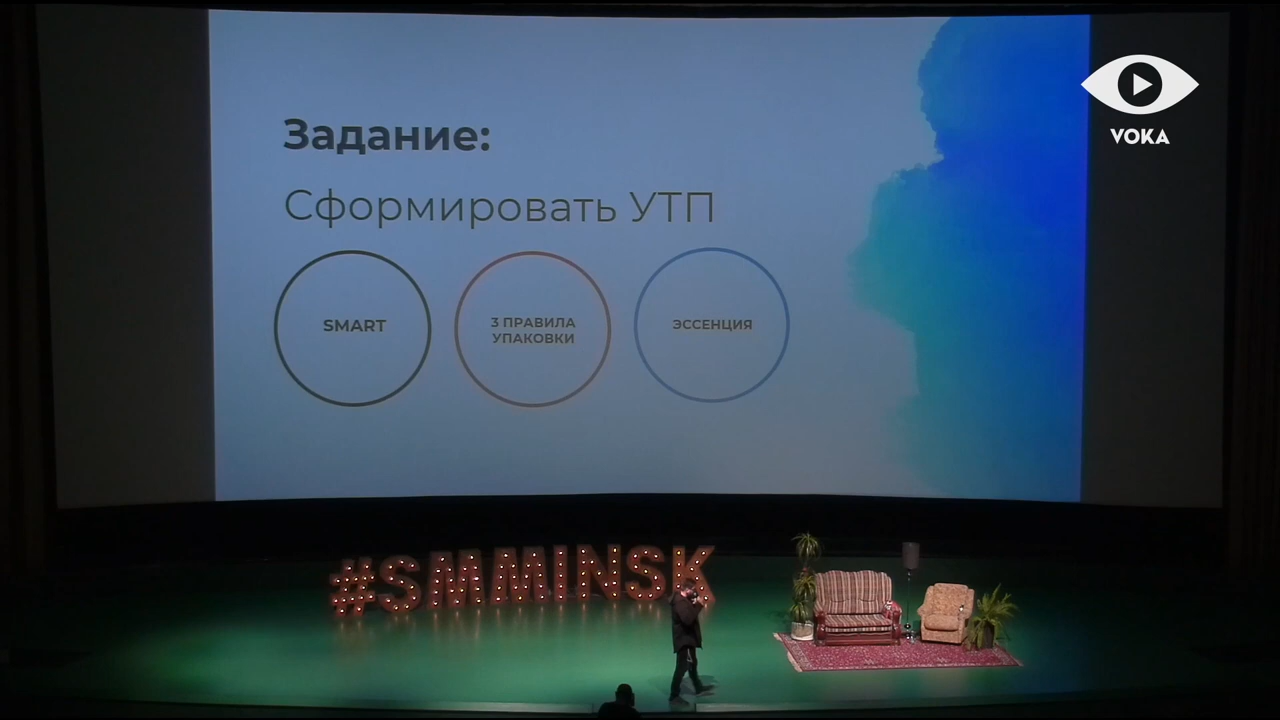 Задание:
Сформировать УТП
SMART
3 ПРАВИЛА
УПАКОВКИ
ЭССЕНЦИЯ
VOKA
#SMMINSK